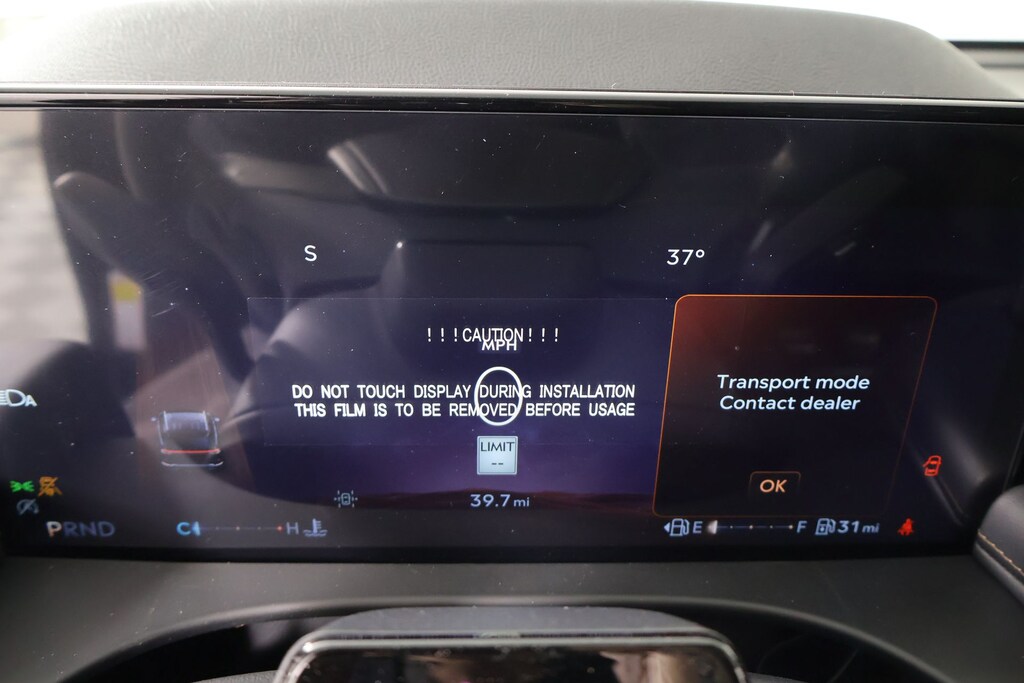 S
37°
!!!CAUTION!!!
MPH
DO NOT TOUCH DISPLAY DURING INSTALLATION
THIS FILM IS TO BE REMOVED BEFORE USAGE
0
LIMIT
--
39.7 mi
Transport mode
Contact dealer
OK
A
PRND
C
H
E
F
31 mi